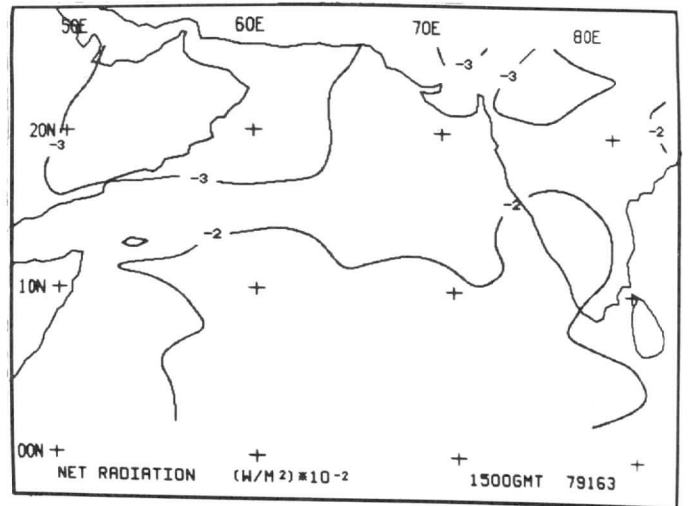 50E 60E 70E 80E
-3
-3
20N
-2
-3
-3
-2
-2
10N
00N
NET RADIATION (W/M²)*10⁻² 1500GMT 79163